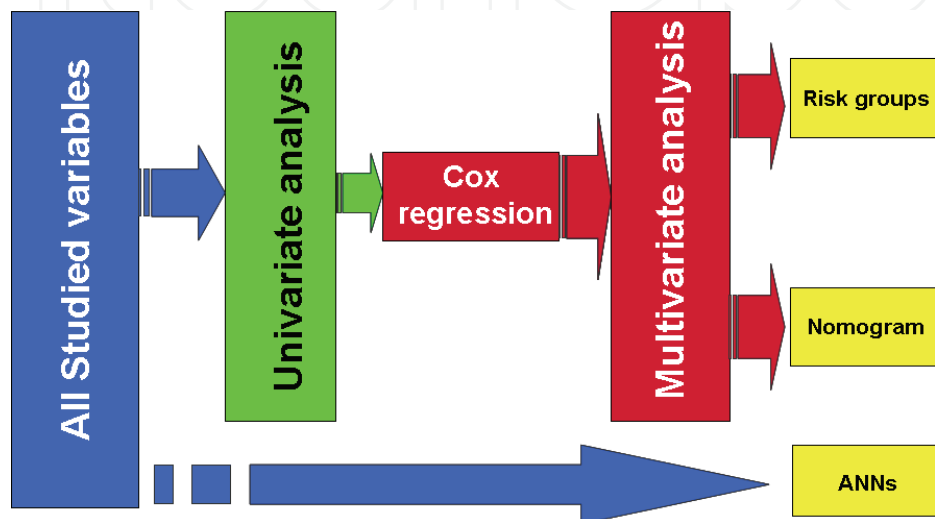 All Studied variables
Univariate analysis
Cox
regression
Multivariate analysis
Risk groups
Nomogram
ANNs